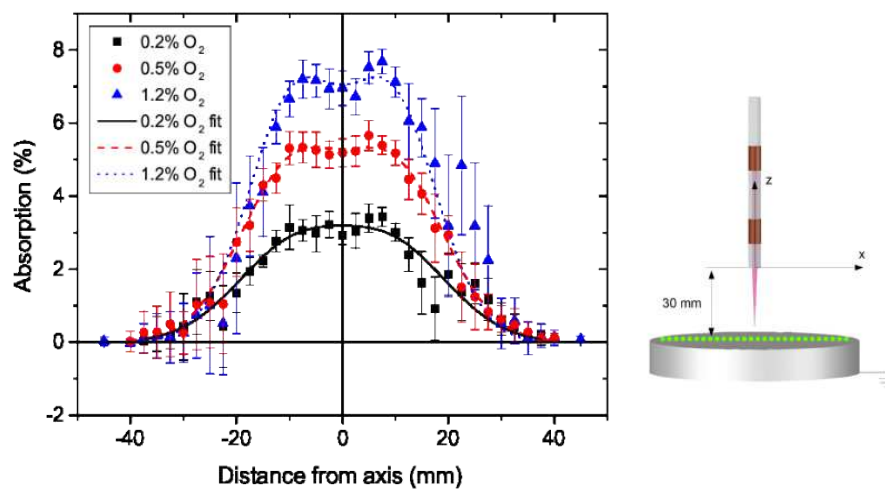 0.2% O2
0.5% O2
1.2% O2
0.2% O2 fit
0.5% O2 fit
1.2% O2 fit
8
6
4
2
0
-2
Absorption (%)
-40
-20
0
20
40
Distance from axis (mm)
z
x
30 mm